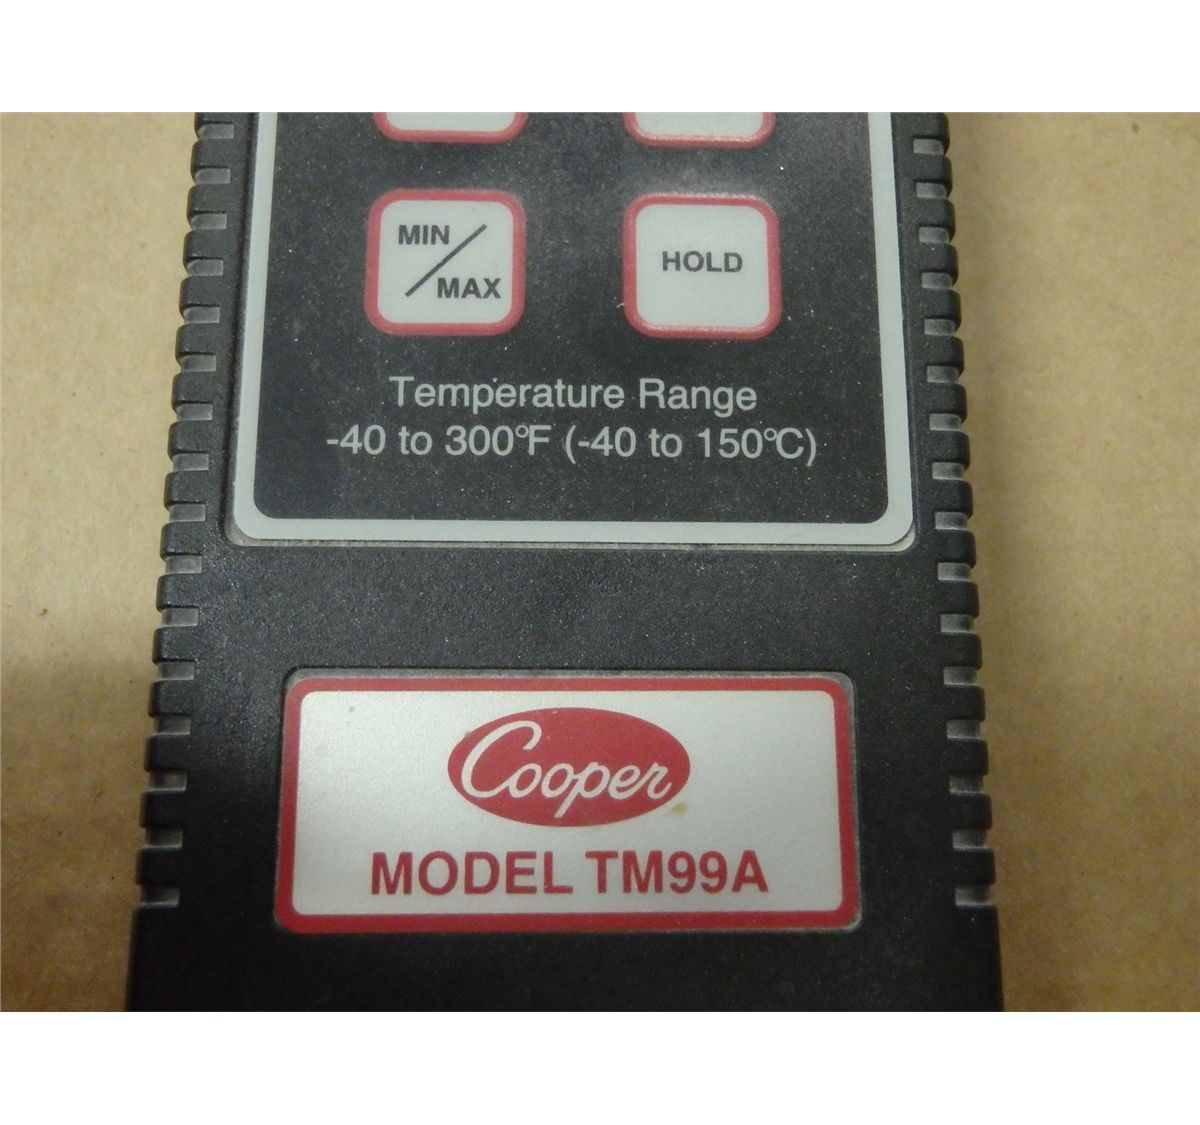 MIN/MAX
HOLD
Temperature Range
-40 to 300°F (-40 to 150°C)
Cooper
MODEL TM99A